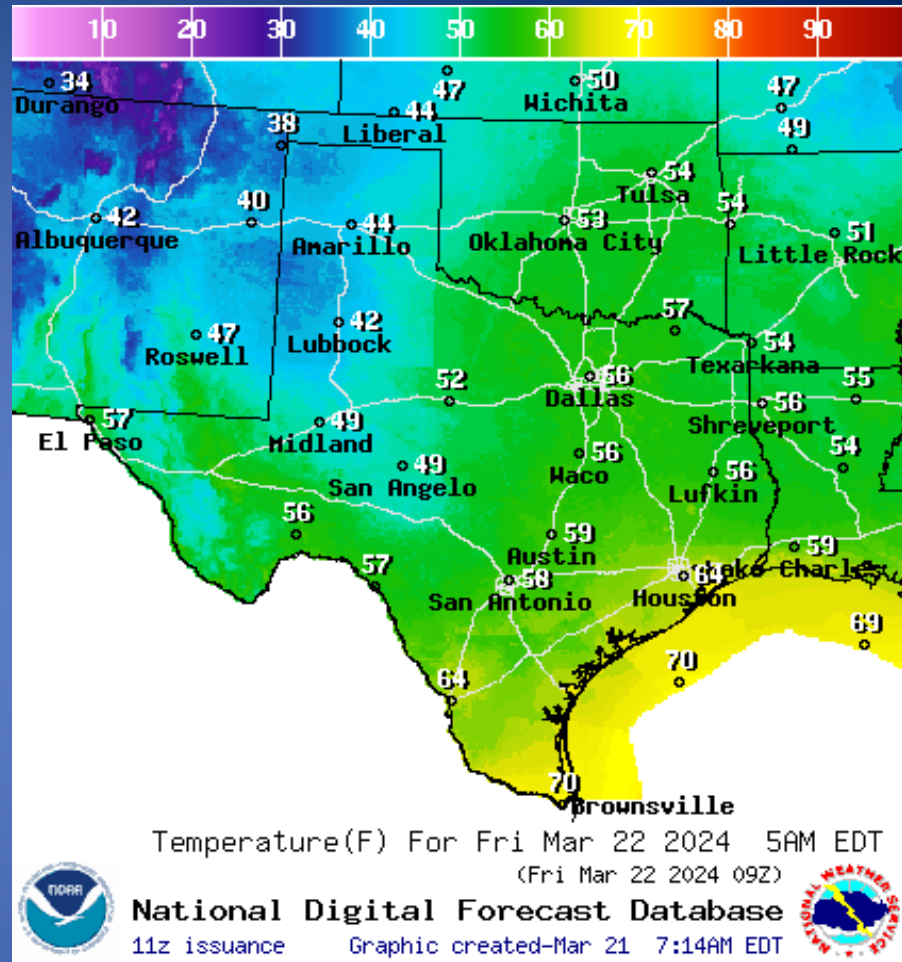 10 20 30 40 50 60 70 80 90
34
Durango
47
50
Wichita
47
44
Liberal
38
49
54
Tulsa
42
Albuquerque
40
44
Amarillo
53
Oklahoma City
54
51
Little Rock
47
Roswell
42
Lubbock
57
54
Texarkana
56
Dallas
52
55
56
Shreveport
57
El Paso
49
Midland
49
San Angelo
56
Waco
56
Lufkin
54
56
59
Austin
59
Lake Charles
57
58
San Antonio
64
Houston
69
70
64
70
Brownsville
Temperature(F) For Fri Mar 22 2024 5AM EDT
(Fri Mar 22 2024 09Z)
NOAA
National Digital Forecast Database
11z issuance Graphic created-Mar 21 7:14AM EDT
NATIONAL WEATHER SERVICE